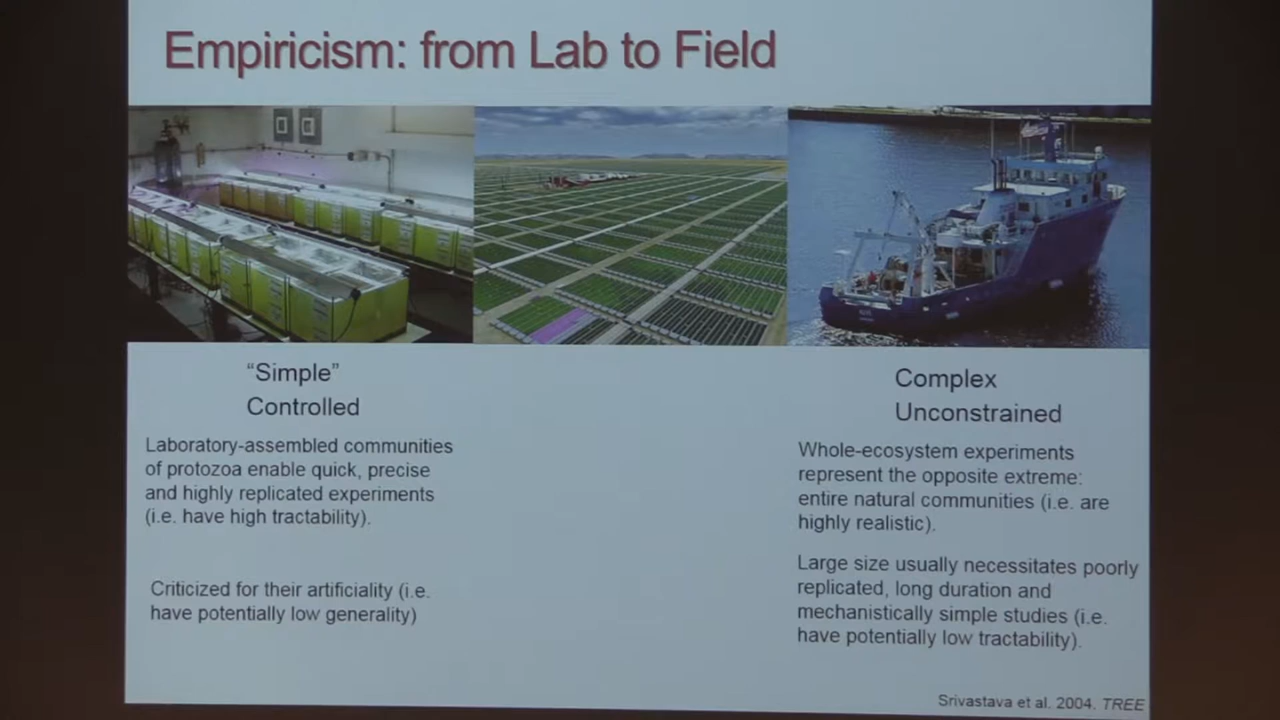 Empiricism: from Lab to Field
“Simple”
Controlled
Laboratory-assembled communities
of protozoa enable quick, precise
and highly replicated experiments
(i.e. have high tractability).
Criticized for their artificiality (i.e.
have potentially low generality)
Complex
Unconstrained
Whole-ecosystem experiments
represent the opposite extreme:
entire natural communities (i.e. are
highly realistic).
Large size usually necessitates poorly
replicated, long duration and
mechanistically simple studies (i.e.
have potentially low tractability).
Srivastava et al. 2004. TREE